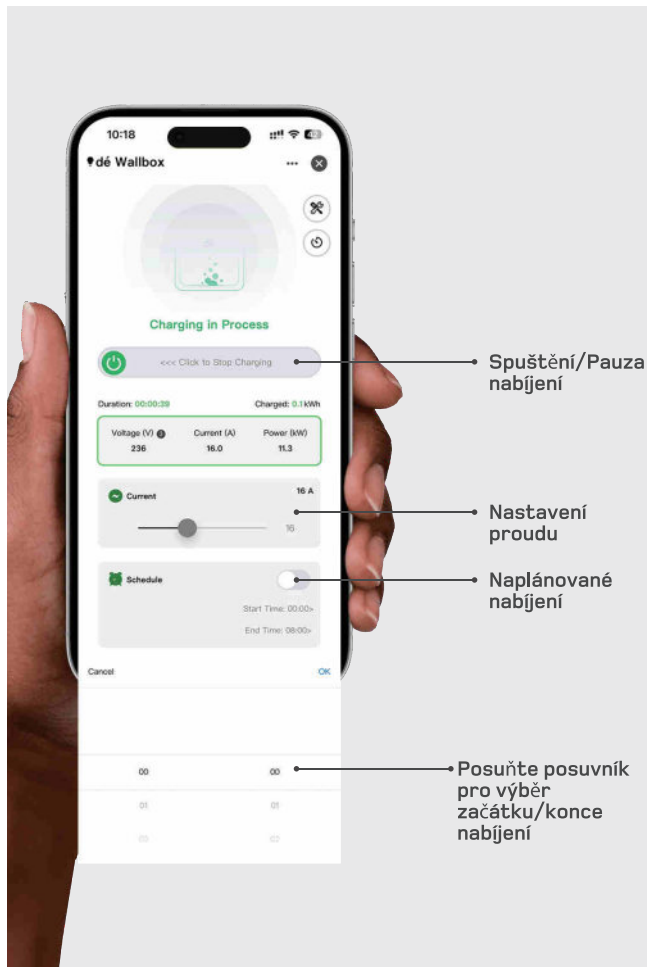 10:18
42
dé Wallbox
Charging in Process
<<< Click to Stop Charging
Spuštění/Pauza
nabíjení
Duration: 00:00:39
Charged: 0.1 kWh
Voltage (V) Current (A) Power (kW)
236 16.0 11.3
Current
16 A
16
Nastavení
proudu
Schedule
Naplánované
nabíjení
Start Time: 00:00>
End Time: 08:00>
Cancel OK
00 00
Posuňte posuvník
pro výběr
začátku/konce
nabíjení
01 01